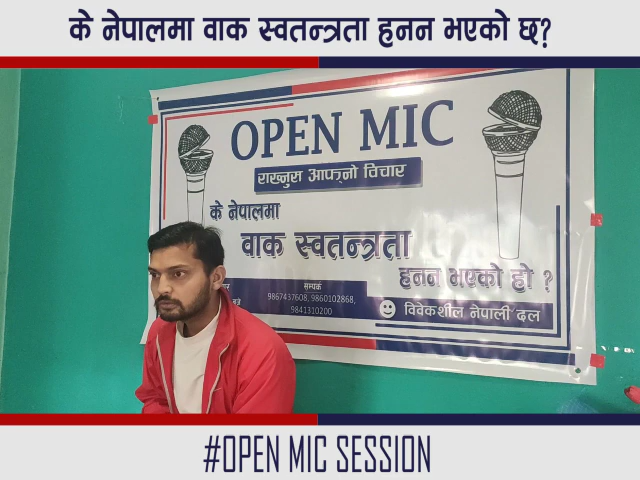 के नेपालमा वाक स्वतन्त्रता हनन भएको छ?
OPEN MIC
राख्नुस आफ्नो विचार
के नेपालमा
वाक स्वतन्त्रता
हनन भएको हो ?
सम्पर्क
9867437608, 9860102868,
9841310200
विवेकशील नेपाली दल
#OPEN MIC SESSION